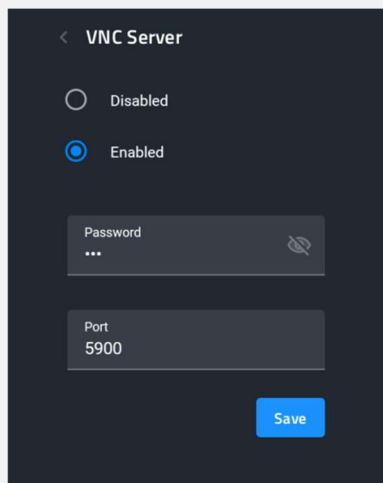 VNC Server
Disabled
Enabled
Password
•••
Port
5900
Save